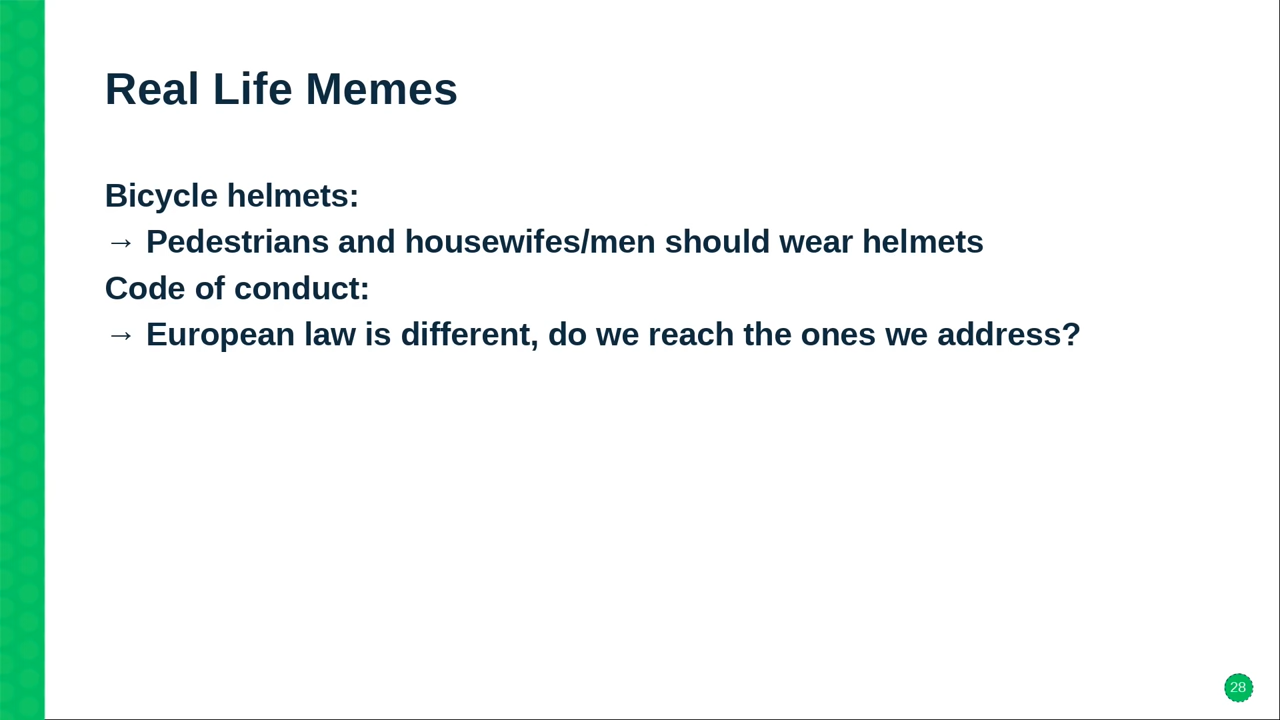 Real Life Memes
Bicycle helmets:
→ Pedestrians and housewifes/men should wear helmets
Code of conduct:
→ European law is different, do we reach the ones we address?
28